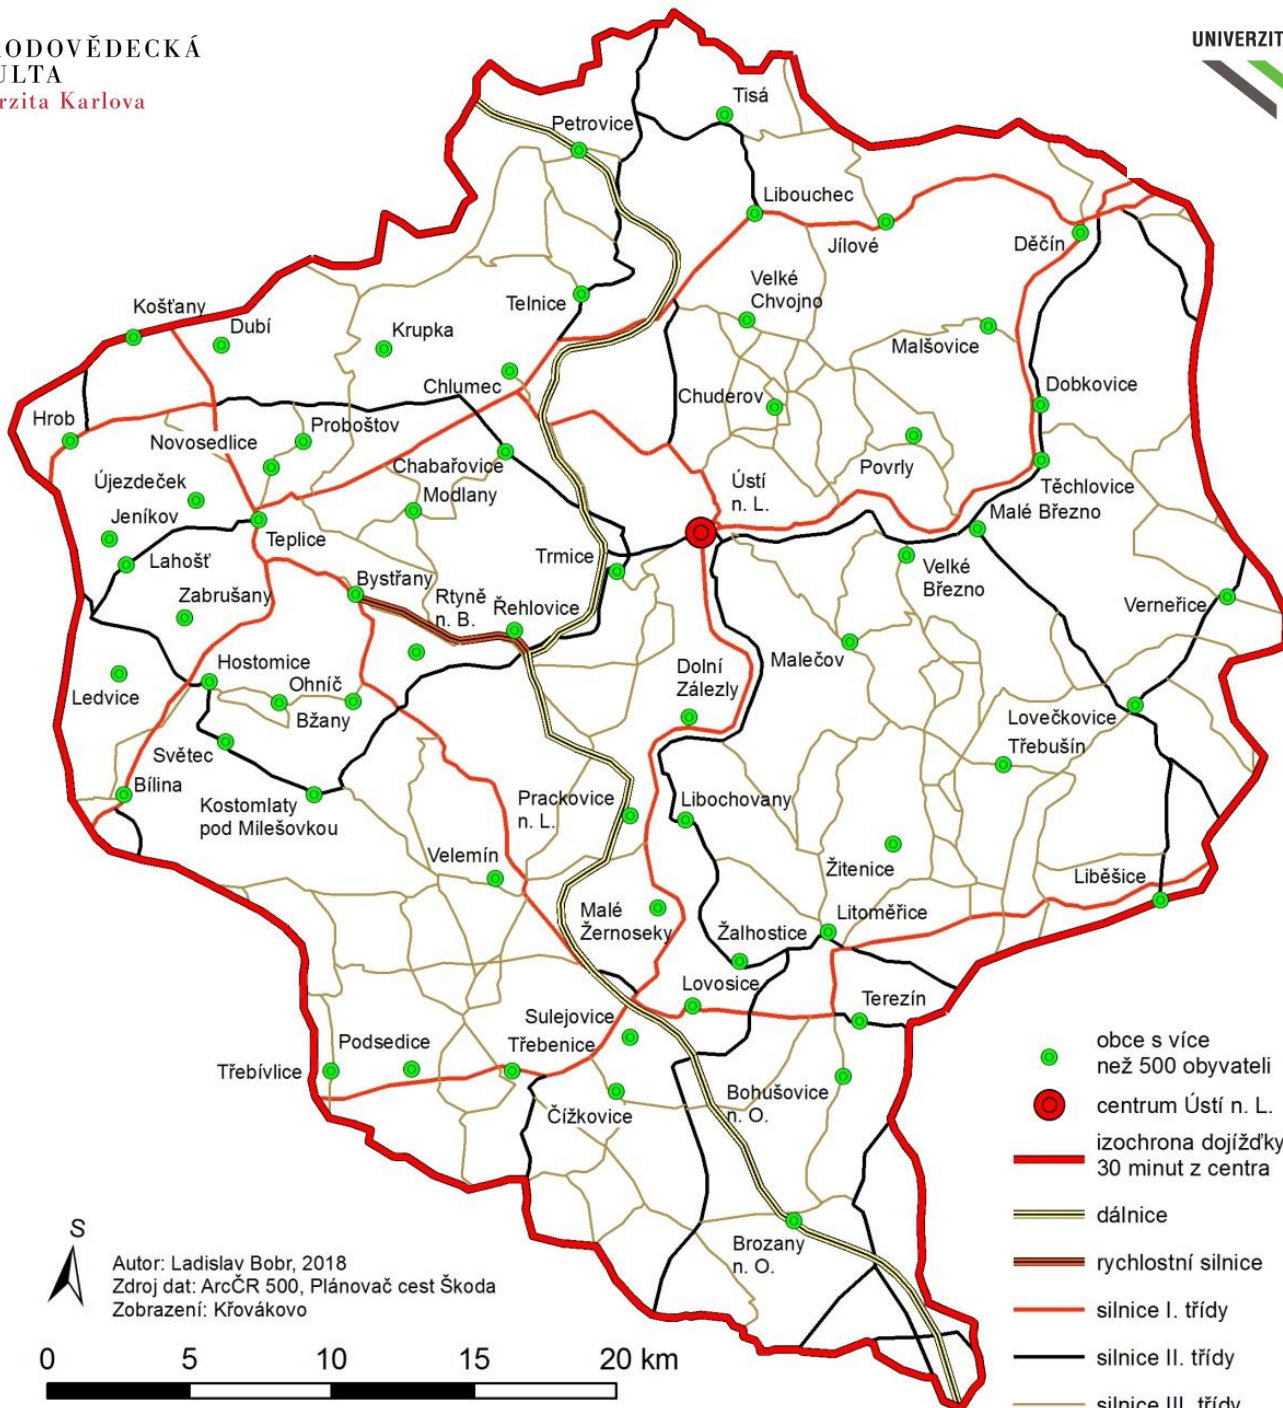 ODOVĚDECKÁ
ULTA
rzita Karlova
UNIVERZIT
Tisá
Petrovice
Libouchec
Jílové
Děčín
Velké
Chvojno
Telnice
Košťany
Dubí
Krupka
Malšovice
Chlumec
Chuderov
Dobkovice
Hrob
Proboštov
Novosedlice
Chabařovice
Povrly
Újezdeček
Modlany
Ústí
n. L.
Těchlovice
Jeníkov
Malé Březno
Teplice
Lahošť
Trmice
Velké
Březno
Bystřany
Zabrušany
Rtyně
n. B.
Řehlovice
Verneřice
Malečov
Hostomice
Dolní
Zálezly
Ledvice
Ohníč
Bžany
Lovečkovice
Třebušín
Světec
Bílina
Kostomlaty
pod Milešovkou
Prackovice
n. L.
Libochovany
Velemín
Žitenice
Liběšice
Malé
Žernoseky
Litoměřice
Žalhostice
Lovosice
Terezín
Sulejovice
Třebenice
Podsedice
Třebívlice
Čížkovice
Bohušovice
n. O.
Brozany
n. O.
obce s více
než 500 obyvateli
centrum Ústí n. L.
izochrona dojížďky
30 minut z centra
dálnice
rychlostní silnice
silnice I. třídy
silnice II. třídy
silnice III. třídy
S
Autor: Ladislav Bobr, 2018
Zdroj dat: ArcČR 500, Plánovač cest Škoda
Zobrazení: Křovákovo
0 5 10 15 20 km